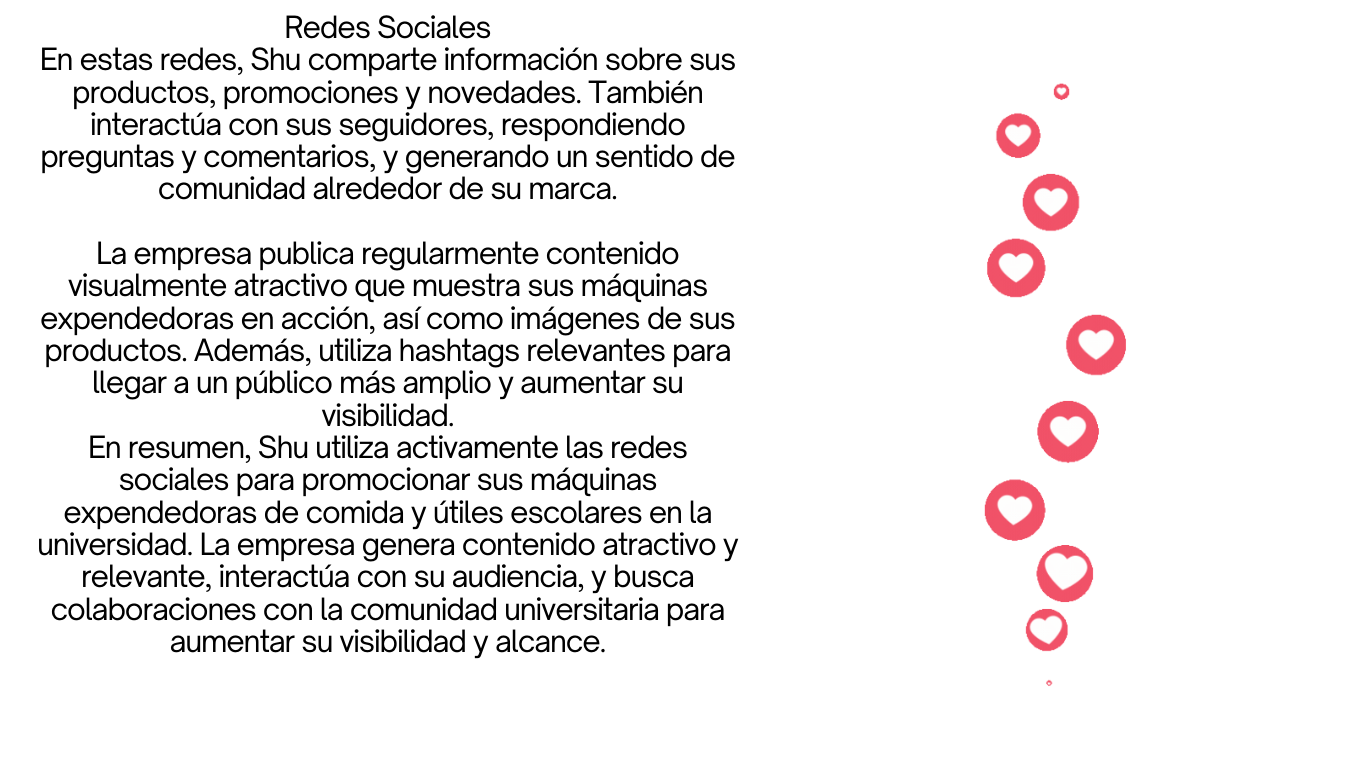 Redes Sociales
En estas redes, Shu comparte información sobre sus
productos, promociones y novedades. También
interactúa con sus seguidores, respondiendo
preguntas y comentarios, y generando un sentido de
comunidad alrededor de su marca.
La empresa publica regularmente contenido
visualmente atractivo que muestra sus máquinas
expendedoras en acción, así como imágenes de sus
productos. Además, utiliza hashtags relevantes para
llegar a un público más amplio y aumentar su
visibilidad.
En resumen, Shu utiliza activamente las redes
sociales para promocionar sus máquinas
expendedoras de comida y útiles escolares en la
universidad. La empresa genera contenido atractivo y
relevante, interactúa con su audiencia, y busca
colaboraciones con la comunidad universitaria para
aumentar su visibilidad y alcance.